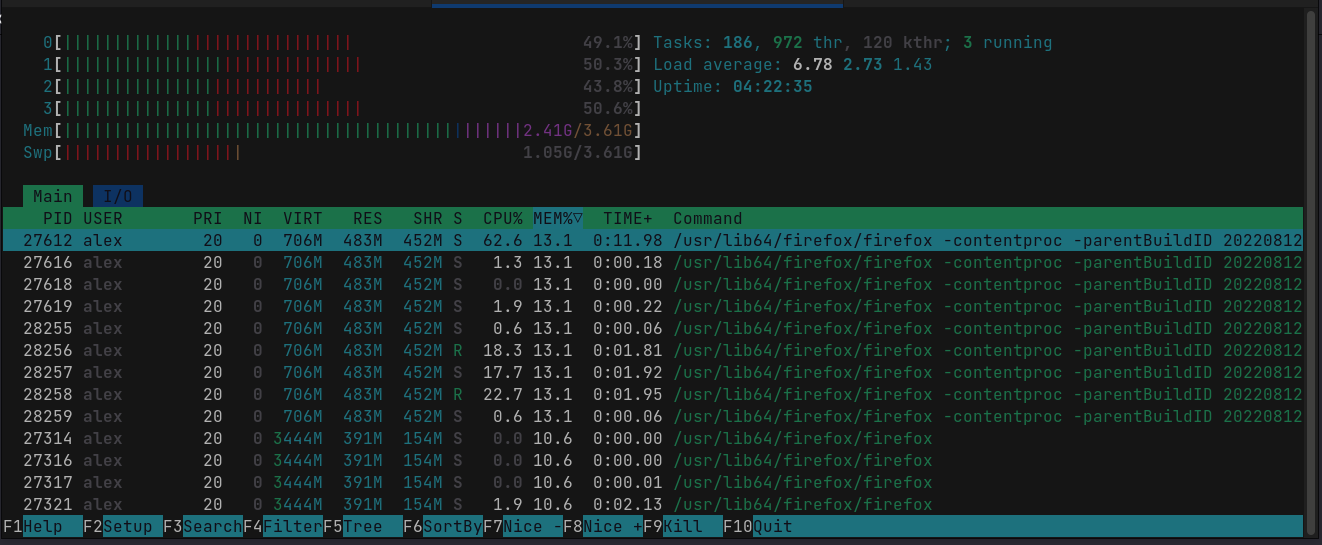 0[|||||||||||||||||||||||||||||49.1%] Tasks: 186, 972 thr, 120 kthr; 3 running
1[||||||||||||||||||||||||||||||50.3%] Load average: 6.78 2.73 1.43
2[||||||||||||||||||||||||||43.8%] Uptime: 04:22:35
3[||||||||||||||||||||||||||||||50.6%]
Mem[||||||||||||||||||||||||||||||||||||||||||||||2.41G/3.61G]
Swp[||||||||||||||||||1.05G/3.61G]
Main I/O
PID USER PRI NI VIRT RES SHR S CPU% MEM%▽ TIME+ Command
27612 alex 20 0 706M 483M 452M S 62.6 13.1 0:11.98 /usr/lib64/firefox/firefox -contentproc -parentBuildID 20220812
27616 alex 20 0 706M 483M 452M S 1.3 13.1 0:00.18 /usr/lib64/firefox/firefox -contentproc -parentBuildID 20220812
27618 alex 20 0 706M 483M 452M S 0.0 13.1 0:00.00 /usr/lib64/firefox/firefox -contentproc -parentBuildID 20220812
27619 alex 20 0 706M 483M 452M S 1.9 13.1 0:00.22 /usr/lib64/firefox/firefox -contentproc -parentBuildID 20220812
28255 alex 20 0 706M 483M 452M S 0.6 13.1 0:00.06 /usr/lib64/firefox/firefox -contentproc -parentBuildID 20220812
28256 alex 20 0 706M 483M 452M R 18.3 13.1 0:01.81 /usr/lib64/firefox/firefox -contentproc -parentBuildID 20220812
28257 alex 20 0 706M 483M 452M S 17.7 13.1 0:01.92 /usr/lib64/firefox/firefox -contentproc -parentBuildID 20220812
28258 alex 20 0 706M 483M 452M R 22.7 13.1 0:01.95 /usr/lib64/firefox/firefox -contentproc -parentBuildID 20220812
28259 alex 20 0 706M 483M 452M S 0.6 13.1 0:00.06 /usr/lib64/firefox/firefox -contentproc -parentBuildID 20220812
27314 alex 20 0 3444M 391M 154M S 0.0 10.6 0:00.00 /usr/lib64/firefox/firefox
27316 alex 20 0 3444M 391M 154M S 0.0 10.6 0:00.00 /usr/lib64/firefox/firefox
27317 alex 20 0 3444M 391M 154M S 0.0 10.6 0:00.01 /usr/lib64/firefox/firefox
27321 alex 20 0 3444M 391M 154M S 1.9 10.6 0:02.13 /usr/lib64/firefox/firefox
F1Help F2Setup F3SearchF4FilterF5Tree F6SortByF7Nice -F8Nice +F9Kill F10Quit